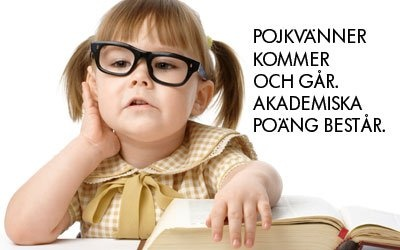 POJKVÄNNER
KOMMER
OCH GÅR.
AKADEMISKA
POÄNG BESTÅR.